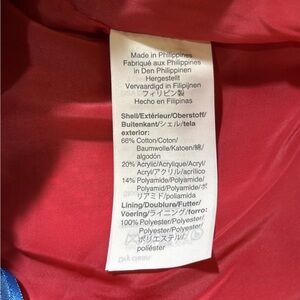 Made in Philippines
Fabriqué aux Philippines
in Den Philippinen
Hergestellt
Vervaardigd in Filipijnen
フィリピン製
Hecho en Filipinas
Shell/Extérieur/Oberstoff/
Buitenkant/シェル/tela
exterior:
66% Cotton/Coton/
Baumwolle/Katoen/綿/
algodón
20% Acrylic/Acrylique/Acryl/
Acryl/アクリル/acrílico
14% Polyamide/Polyamid/
Polyamide/Polyamid/ポ
リアミド/poliamida
Lining/Doublure/Futter/
Voering/ライニング/forro:
100% Polyester/Polyester/
Polyester/Polyester/
ポリエステル/
poliéster